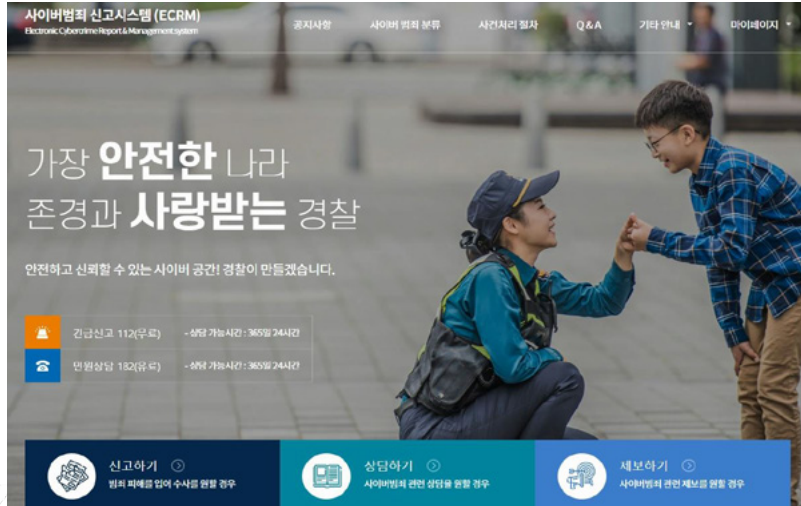 사이버범죄 신고시스템 (ECRM)
Electronic Cybercrime Report & Management system
공지사항 사이버 범죄 분류 사건처리 절차 Q & A 기타 안내 마이페이지
가장 안전한 나라
존경과 사랑받는 경찰
안전하고 신뢰할 수 있는 사이버 공간! 경찰이 만들겠습니다.
긴급신고 112(무료) - 상담 가능시간 : 365일 24시간
민원상담 182(유료) - 상담 가능시간 : 365일 24시간
신고하기
범죄 피해를 입어 수사를 원할 경우
상담하기
사이버범죄 관련 상담을 원할 경우
제보하기
사이버범죄 관련 제보를 원할 경우